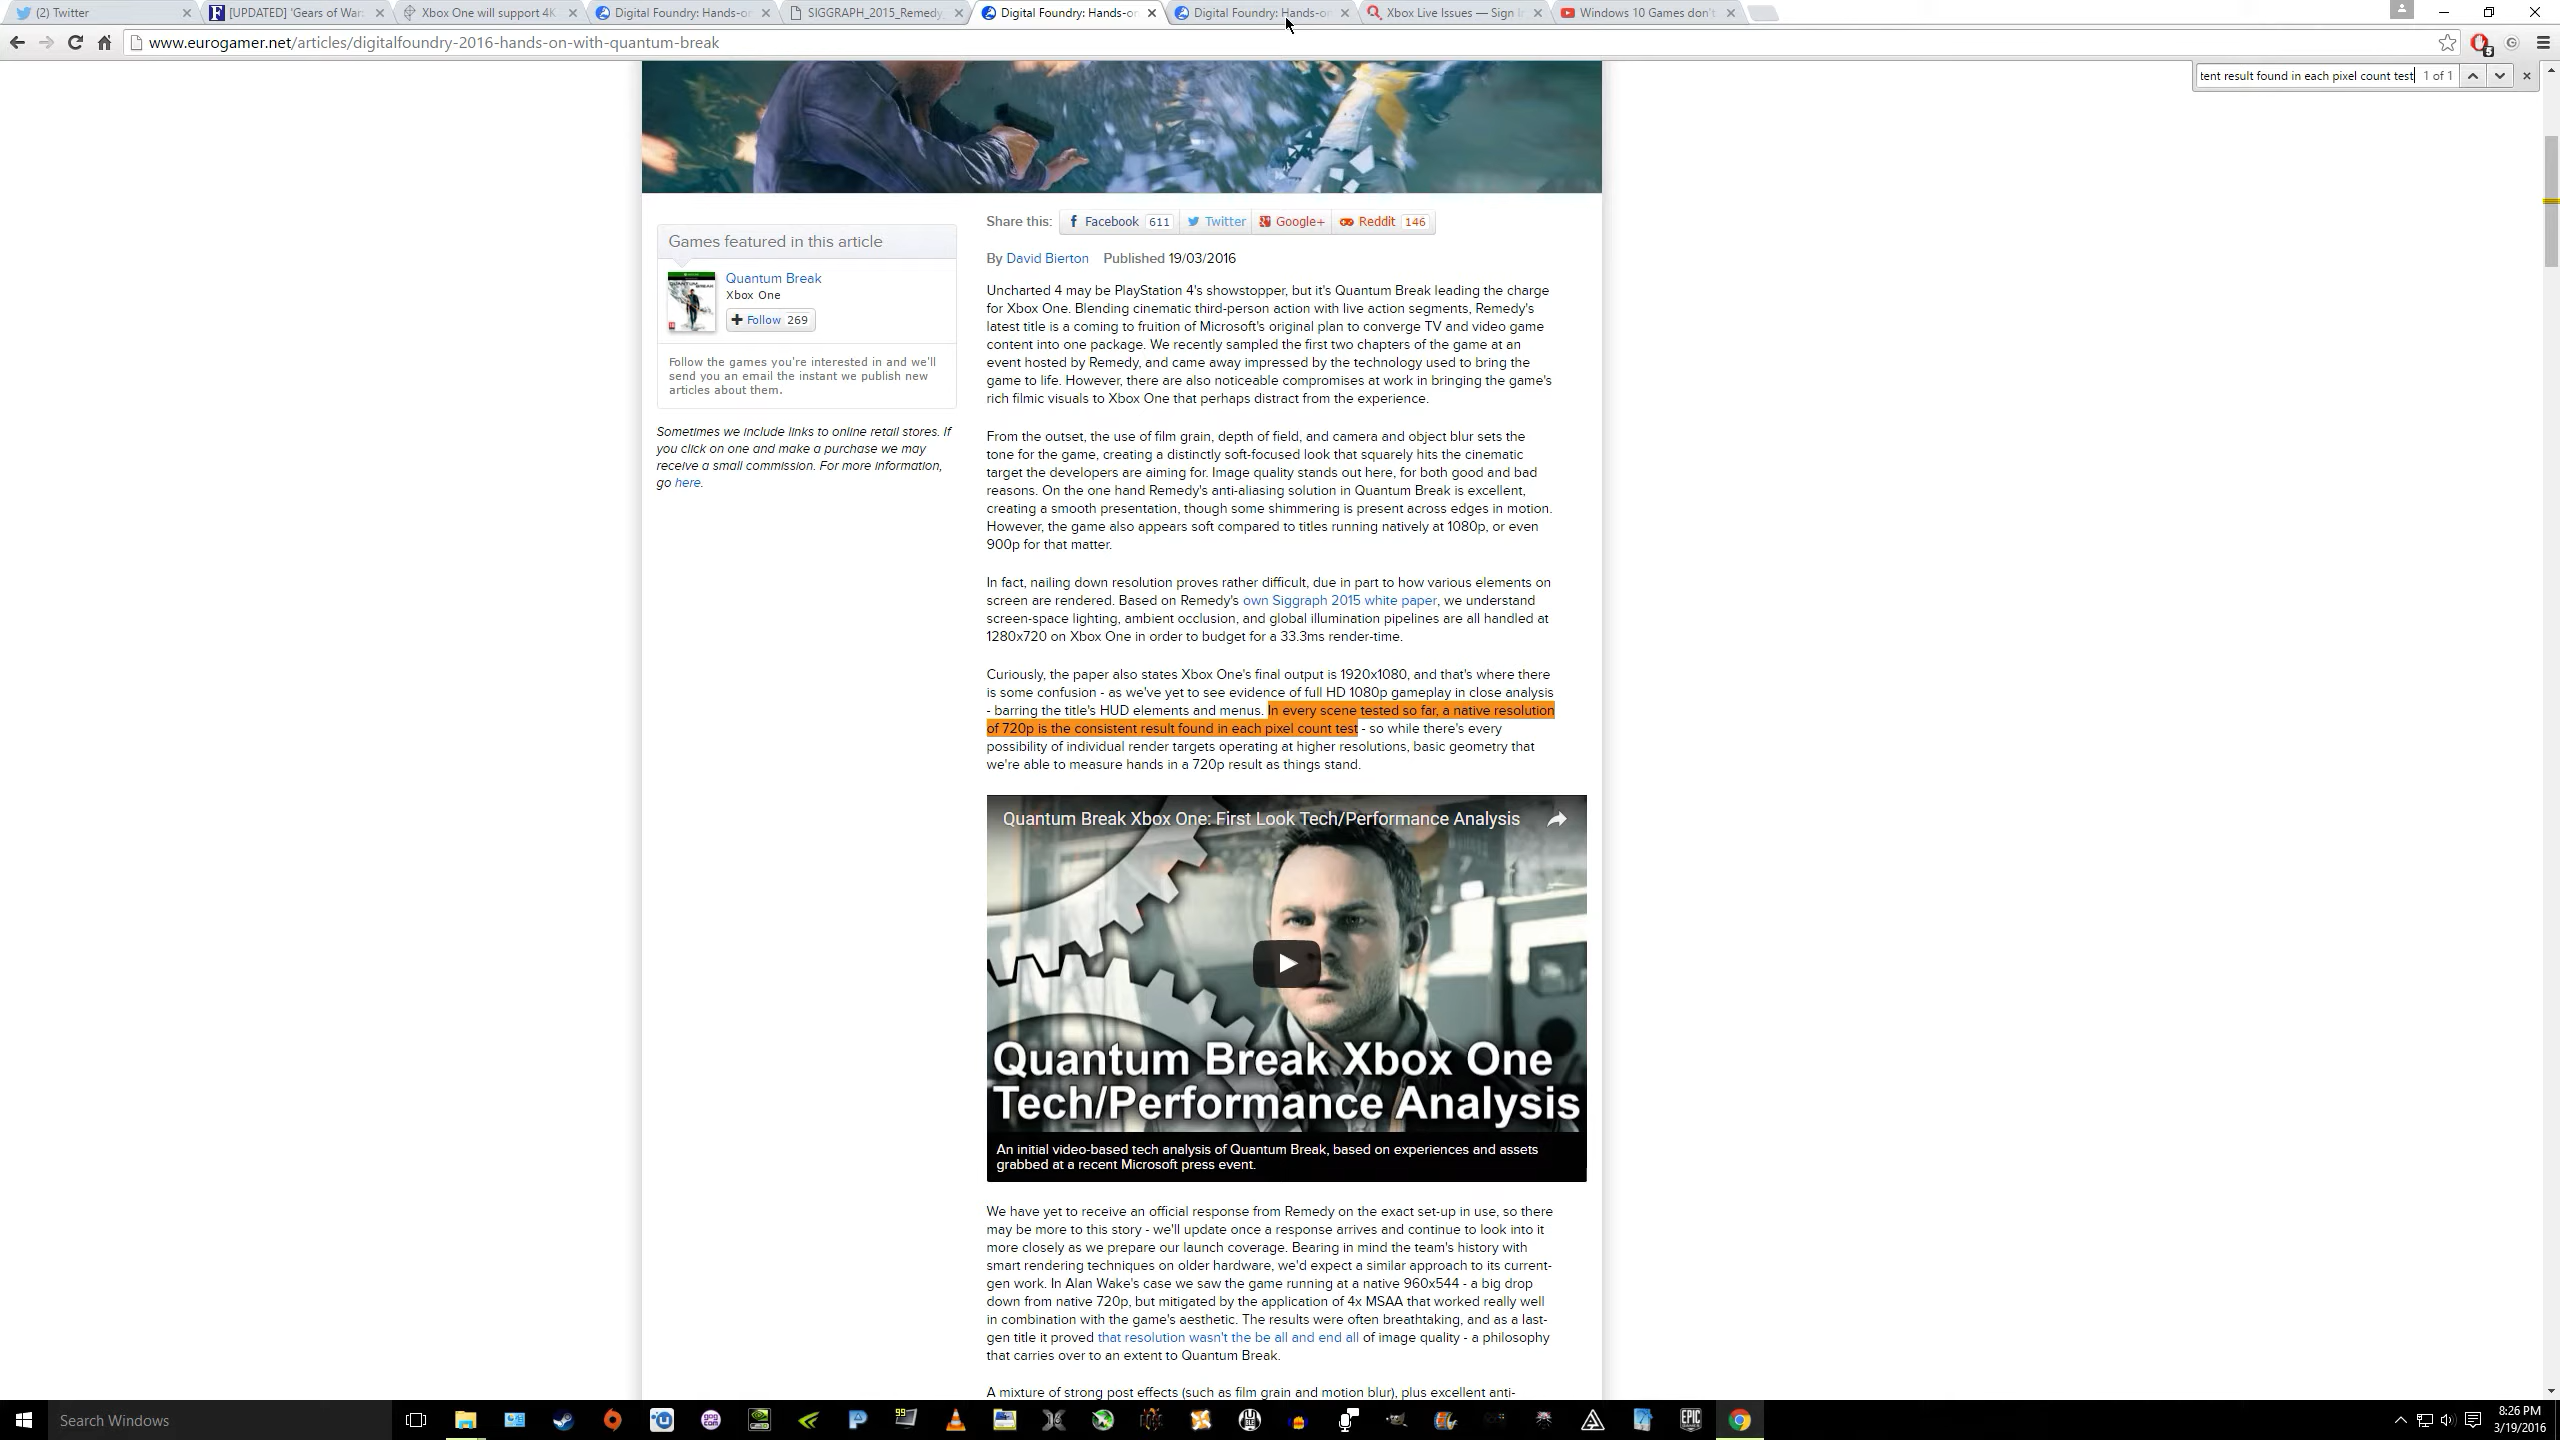 (2) Twitter
[UPDATED] 'Gears of War:
Xbox One will support 4K
Digital Foundry: Hands-o
SIGGRAPH_2015_Remedy
Digital Foundry: Hands-o
Digital Foundry: Hands-o
Xbox Live Issues — Sign
Windows 10 Games don't
www.eurogamer.net/articles/digitalfoundry-2016-hands-on-with-quantum-break
tent result found in each pixel count test 1 of 1
Share this: Facebook 611 Twitter Google+ Reddit 146
Games featured in this article
Quantum Break
Xbox One
Follow 269
Follow the games you're interested in and we'll
send you an email the instant we publish new
articles about them.
Sometimes we include links to online retail stores. If
you click on one and make a purchase we may
receive a small commission. For more information,
go here.
By David Bierton Published 19/03/2016
Uncharted 4 may be PlayStation 4's showstopper, but it's Quantum Break leading the charge
for Xbox One. Blending cinematic third-person action with live action segments, Remedy's
latest title is a coming to fruition of Microsoft's original plan to converge TV and video game
content into one package. We recently sampled the first two chapters of the game at an
event hosted by Remedy, and came away impressed by the technology used to bring the
game to life. However, there are also noticeable compromises at work in bringing the game's
rich filmic visuals to Xbox One that perhaps distract from the experience.
From the outset, the use of film grain, depth of field, and camera and object blur sets the
tone for the game, creating a distinctly soft-focused look that squarely hits the cinematic
target the developers are aiming for. Image quality stands out here, for both good and bad
reasons. On the one hand Remedy's anti-aliasing solution in Quantum Break is excellent,
creating a smooth presentation, though some shimmering is present across edges in motion.
However, the game also appears soft compared to titles running natively at 1080p, or even
900p for that matter.
In fact, nailing down resolution proves rather difficult, due in part to how various elements on
screen are rendered. Based on Remedy's own Siggraph 2015 white paper, we understand
screen-space lighting, ambient occlusion, and global illumination pipelines are all handled at
1280x720 on Xbox One in order to budget for a 33.3ms render-time.
Curiously, the paper also states Xbox One's final output is 1920x1080, and that's where there
is some confusion - as we've yet to see evidence of full HD 1080p gameplay in close analysis
- barring the title's HUD elements and menus. In every scene tested so far, a native resolution
of 720p is the consistent result found in each pixel count test - so while there's every
possibility of individual render targets operating at higher resolutions, basic geometry that
we're able to measure hands in a 720p result as things stand.
Quantum Break Xbox One: First Look Tech/Performance Analysis
Quantum Break Xbox One
Tech/Performance Analysis
An initial video-based tech analysis of Quantum Break, based on experiences and assets
grabbed at a recent Microsoft press event.
We have yet to receive an official response from Remedy on the exact set-up in use, so there
may be more to this story - we'll update once a response arrives and continue to look into it
more closely as we prepare our launch coverage. Bearing in mind the team's history with
smart rendering techniques on older hardware, we'd expect a similar approach to its current-
gen work. In Alan Wake's case we saw the game running at a native 960x544 - a big drop
down from native 720p, but mitigated by the application of 4x MSAA that worked really well
in combination with the game's aesthetic. The results were often breathtaking, and as a last-
gen title it proved that resolution wasn't the be all and end all of image quality - a philosophy
that carries over to an extent to Quantum Break.
A mixture of strong post effects (such as film grain and motion blur), plus excellent anti-
Search Windows
8:26 PM
3/19/2016